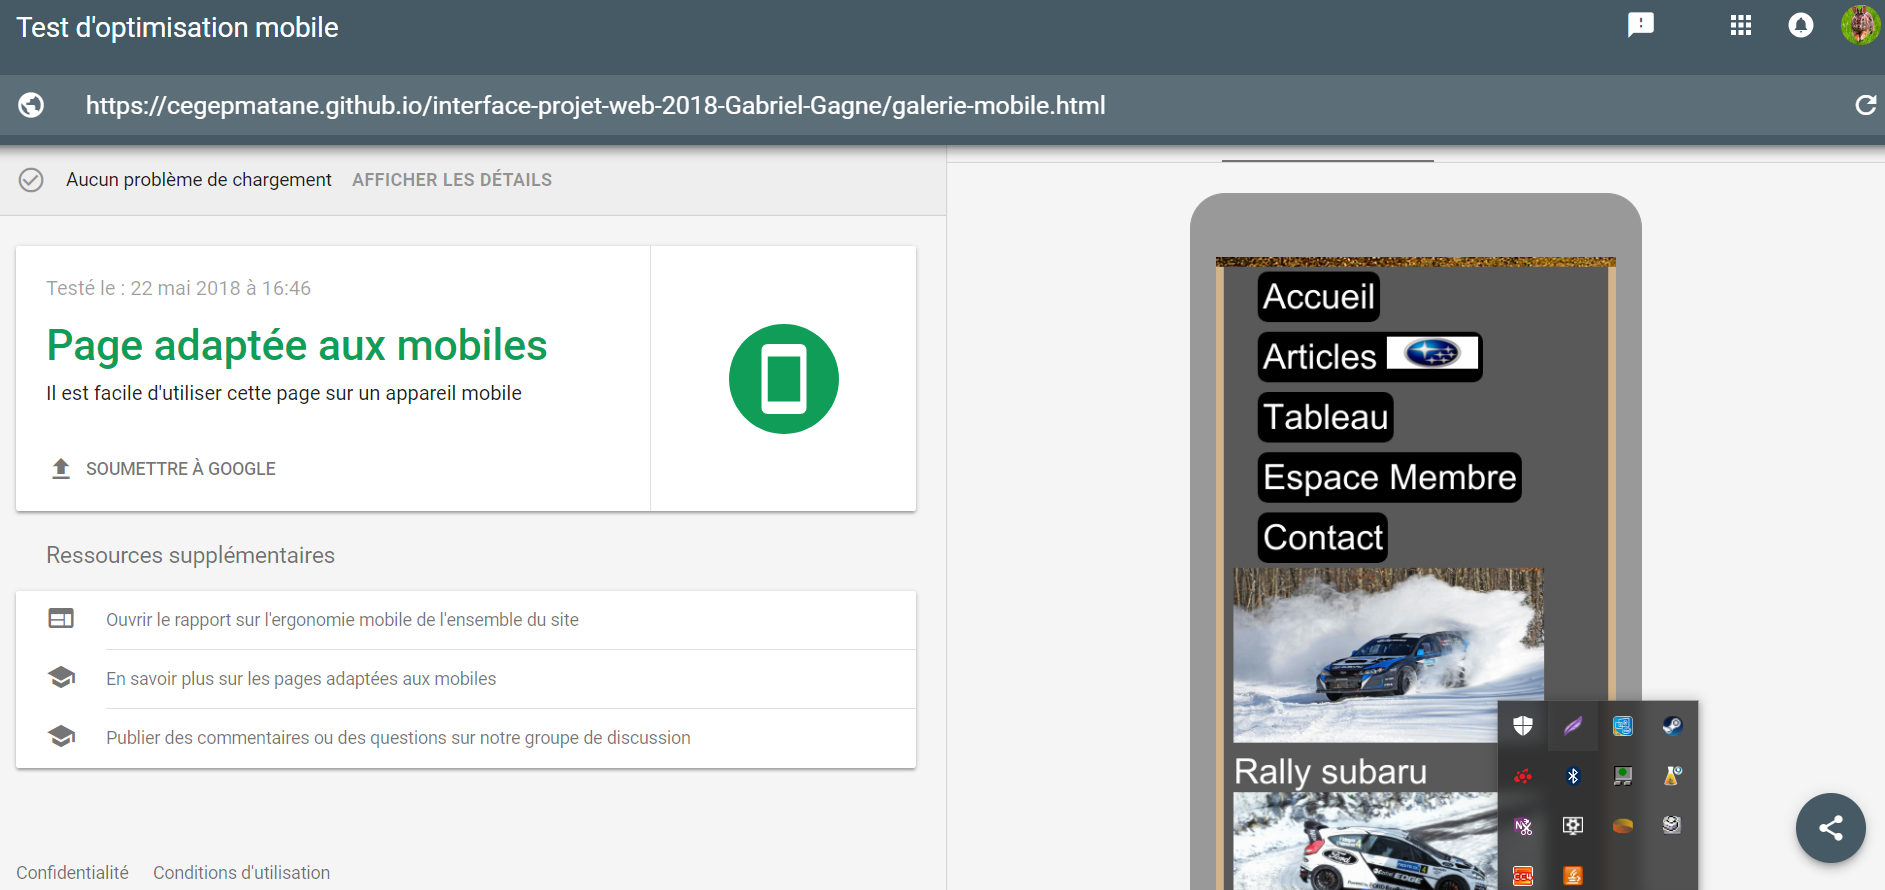 Test d'optimisation mobile
https://cegepmatane.github.io/interface-projet-web-2018-Gabriel-Gagne/galerie-mobile.html
Aucun problème de chargement AFFICHER LES DÉTAILS
Testé le : 22 mai 2018 à 16:46
Page adaptée aux mobiles
Il est facile d'utiliser cette page sur un appareil mobile
SOUMETTRE À GOOGLE
Ressources supplémentaires
Ouvrir le rapport sur l'ergonomie mobile de l'ensemble du site
En savoir plus sur les pages adaptées aux mobiles
Publier des commentaires ou des questions sur notre groupe de discussion
Confidentialité Conditions d'utilisation
Accueil
Articles
Tableau
Espace Membre
Contact
Rally subaru
Ford
EDGE